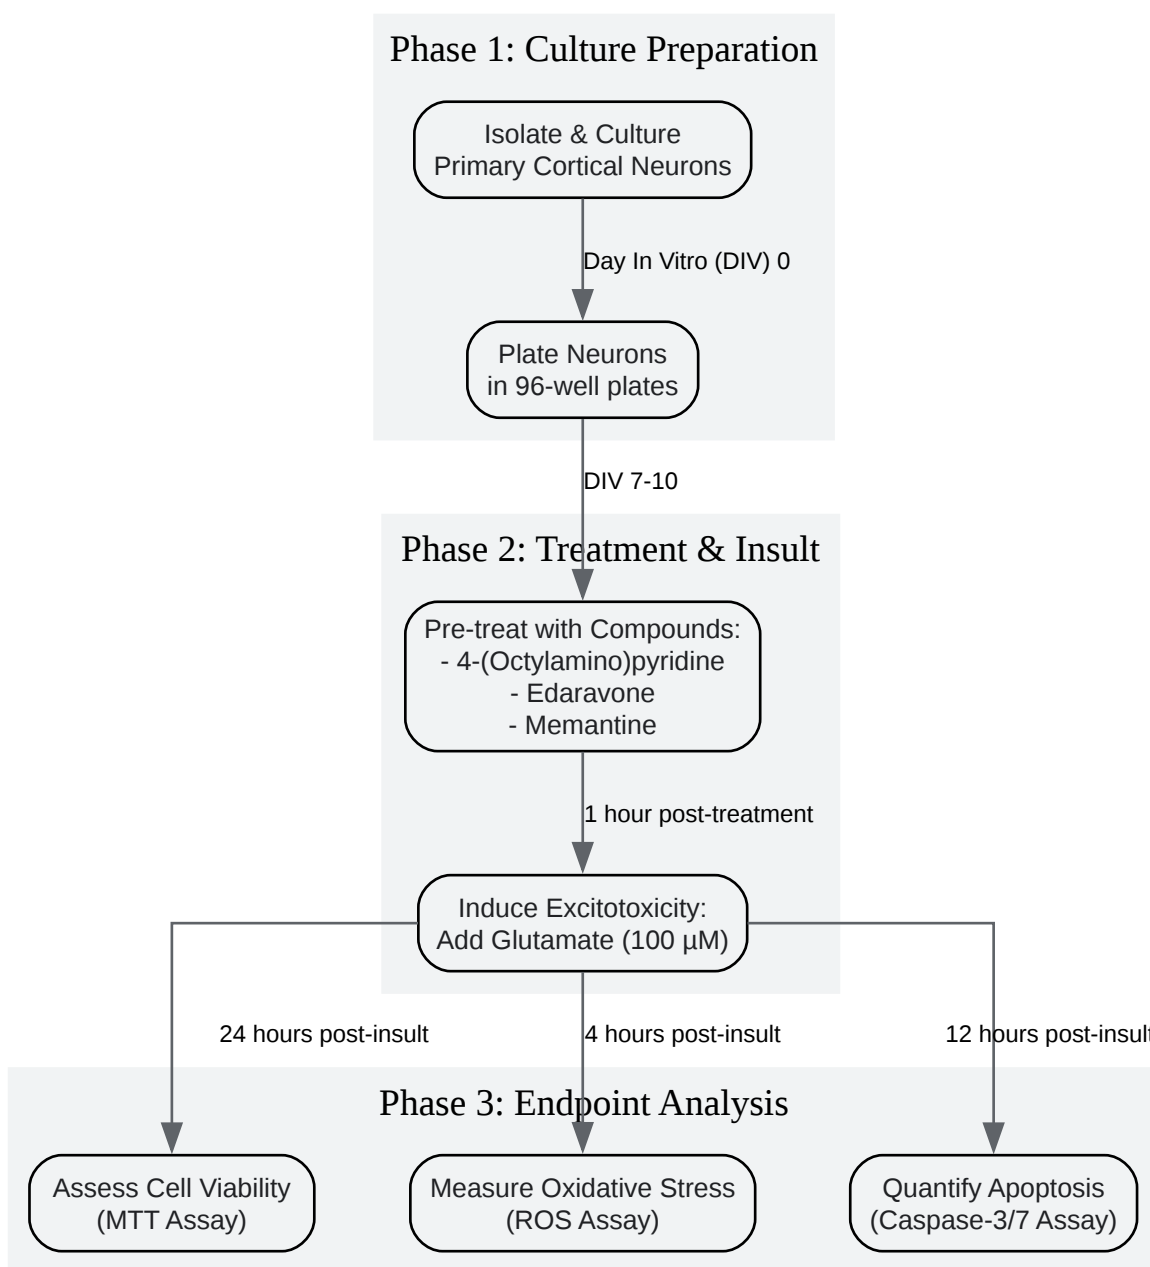 Phase 1: Culture Preparation
Isolate & Culture
Primary Cortical Neurons
Day In Vitro (DIV) 0
Plate Neurons
in 96-well plates
DIV 7-10
Phase 2: Treatment & Insult
Pre-treat with Compounds:
- 4-(Octylamino)pyridine
- Edaravone
- Memantine
1 hour post-treatment
Induce Excitotoxicity:
Add Glutamate (100 µM)
24 hours post-insult
4 hours post-insult
12 hours post-insult
Phase 3: Endpoint Analysis
Assess Cell Viability
(MTT Assay)
Measure Oxidative Stress
(ROS Assay)
Quantify Apoptosis
(Caspase-3/7 Assay)